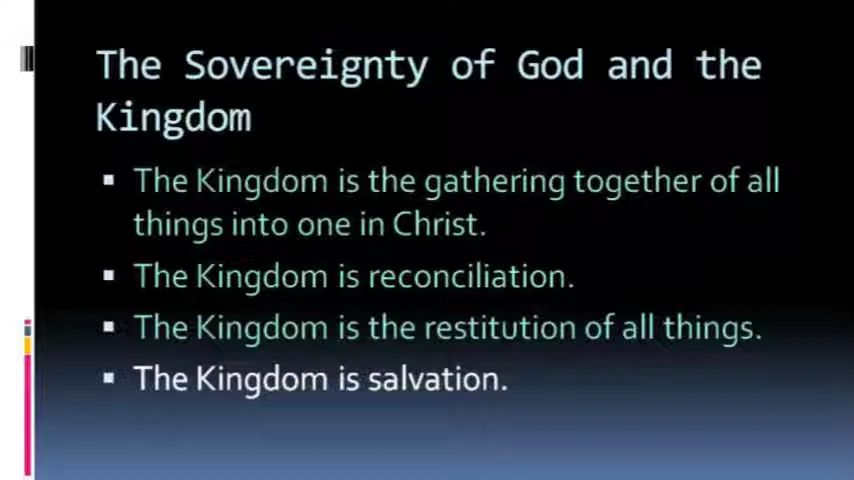 The Sovereignty of God and the
Kingdom
▪ The Kingdom is the gathering together of all
things into one in Christ.
▪ The Kingdom is reconciliation.
▪ The Kingdom is the restitution of all things.
▪ The Kingdom is salvation.